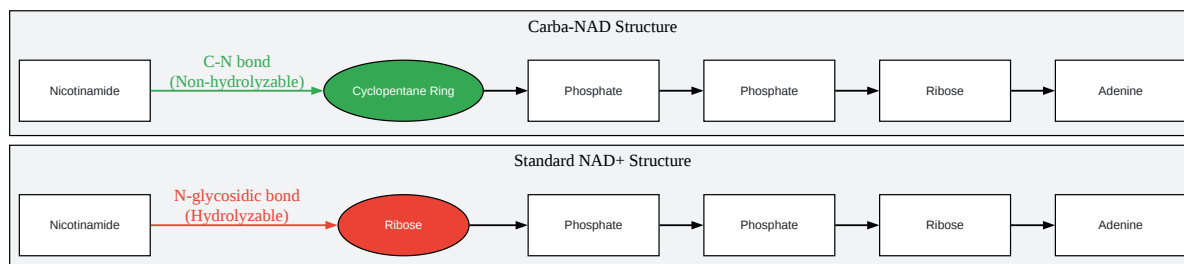 Carba-NAD Structure
C-N bond
(Non-hydrolyzable)
Nicotinamide
Cyclopentane Ring
Phosphate
Phosphate
Ribose
Adenine
Standard NAD+ Structure
N-glycosidic bond
(Hydrolyzable)
Nicotinamide
Ribose
Phosphate
Phosphate
Ribose
Adenine